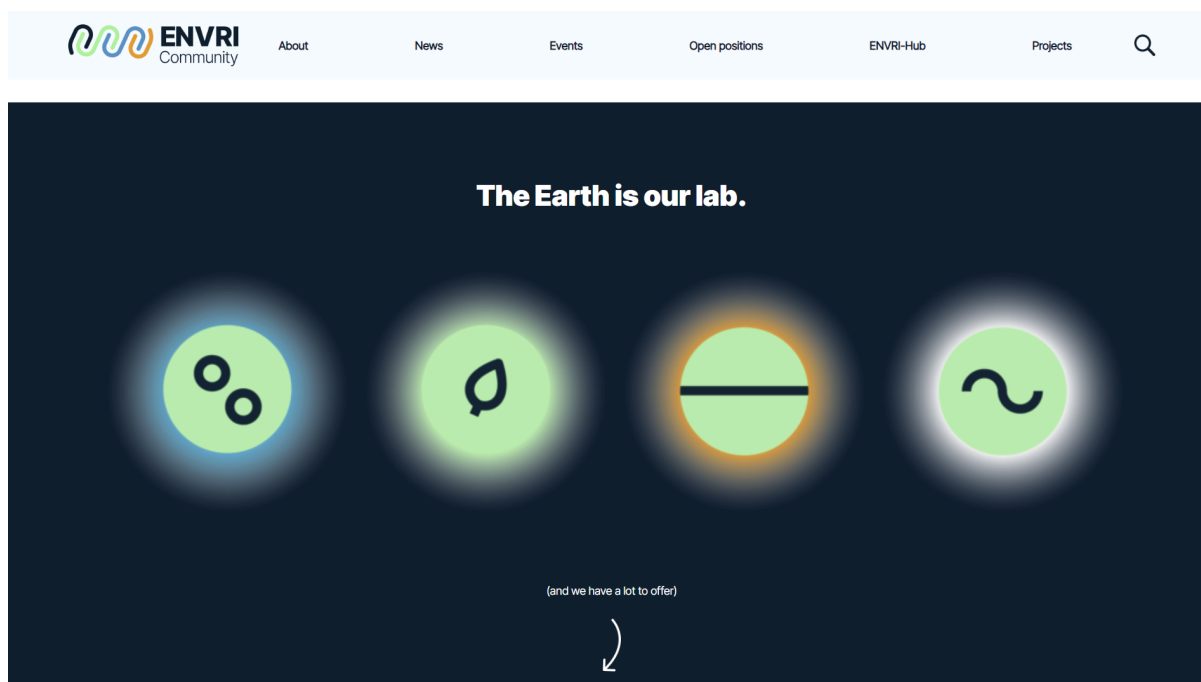 ENVRI
Community
About
News
Events
Open positions
ENVRI-Hub
Projects
The Earth is our lab.
(and we have a lot to offer)